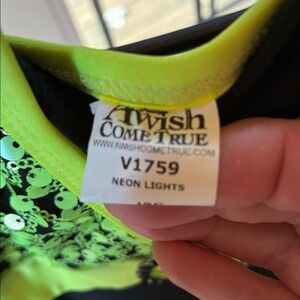 A Wish
COME TRUE
WWW.AWISHCOMETRUE.COM
V1759
NEON LIGHTS